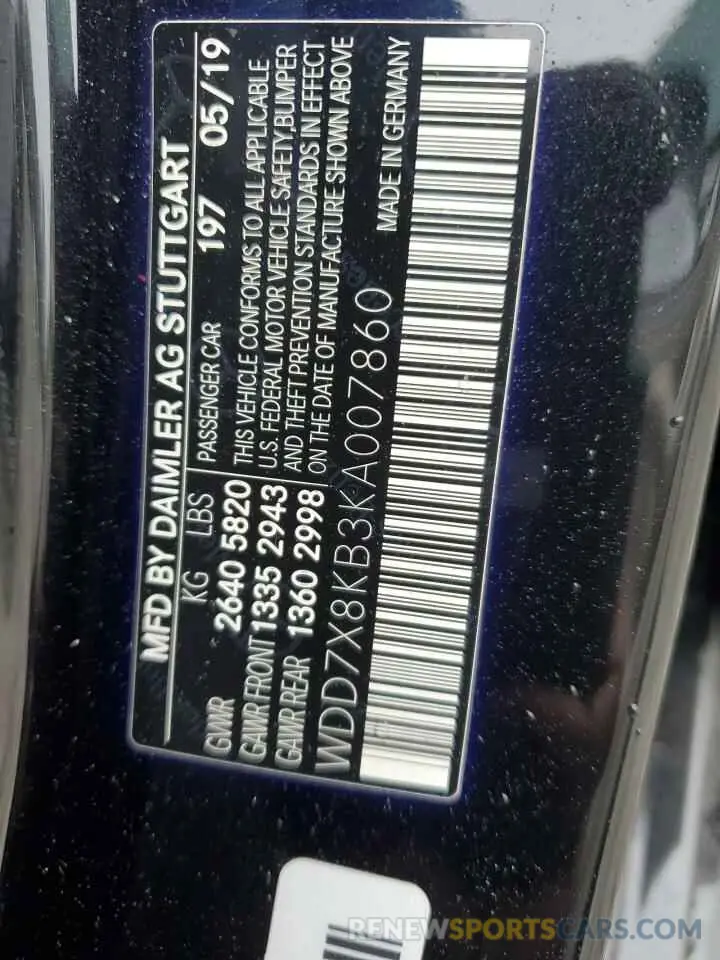 MFD BY DAIMLER AG STUTTGART
KG LBS PASSENGER CAR 197 05/19
GWR 2640 5820 THIS VEHICLE CONFORMS TO ALL APPLICABLE
GAWR FRONT 1335 2943 U.S. FEDERAL MOTOR VEHICLE SAFETY,BUMPER
GAWR REAR 1360 2998 AND THEFT PREVENTION STANDARDS IN EFFECT
ON THE DATE OF MANUFACTURE SHOWN ABOVE
WDD7X8KB3KA007860 MADE IN GERMANY
RENEWSPORTSCARS.COM